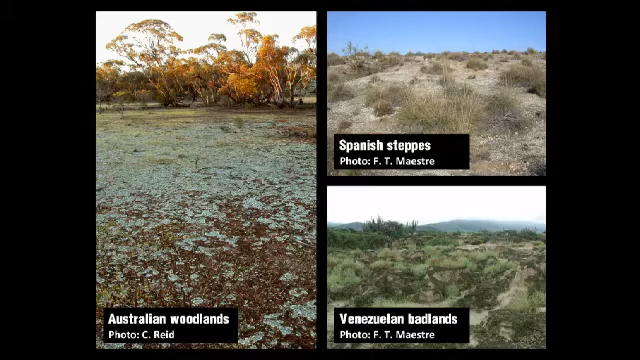 Australian woodlands
Photo: C. Reid
Spanish steppes
Photo: F. T. Maestre
Venezuelan badlands
Photo: F. T. Maestre